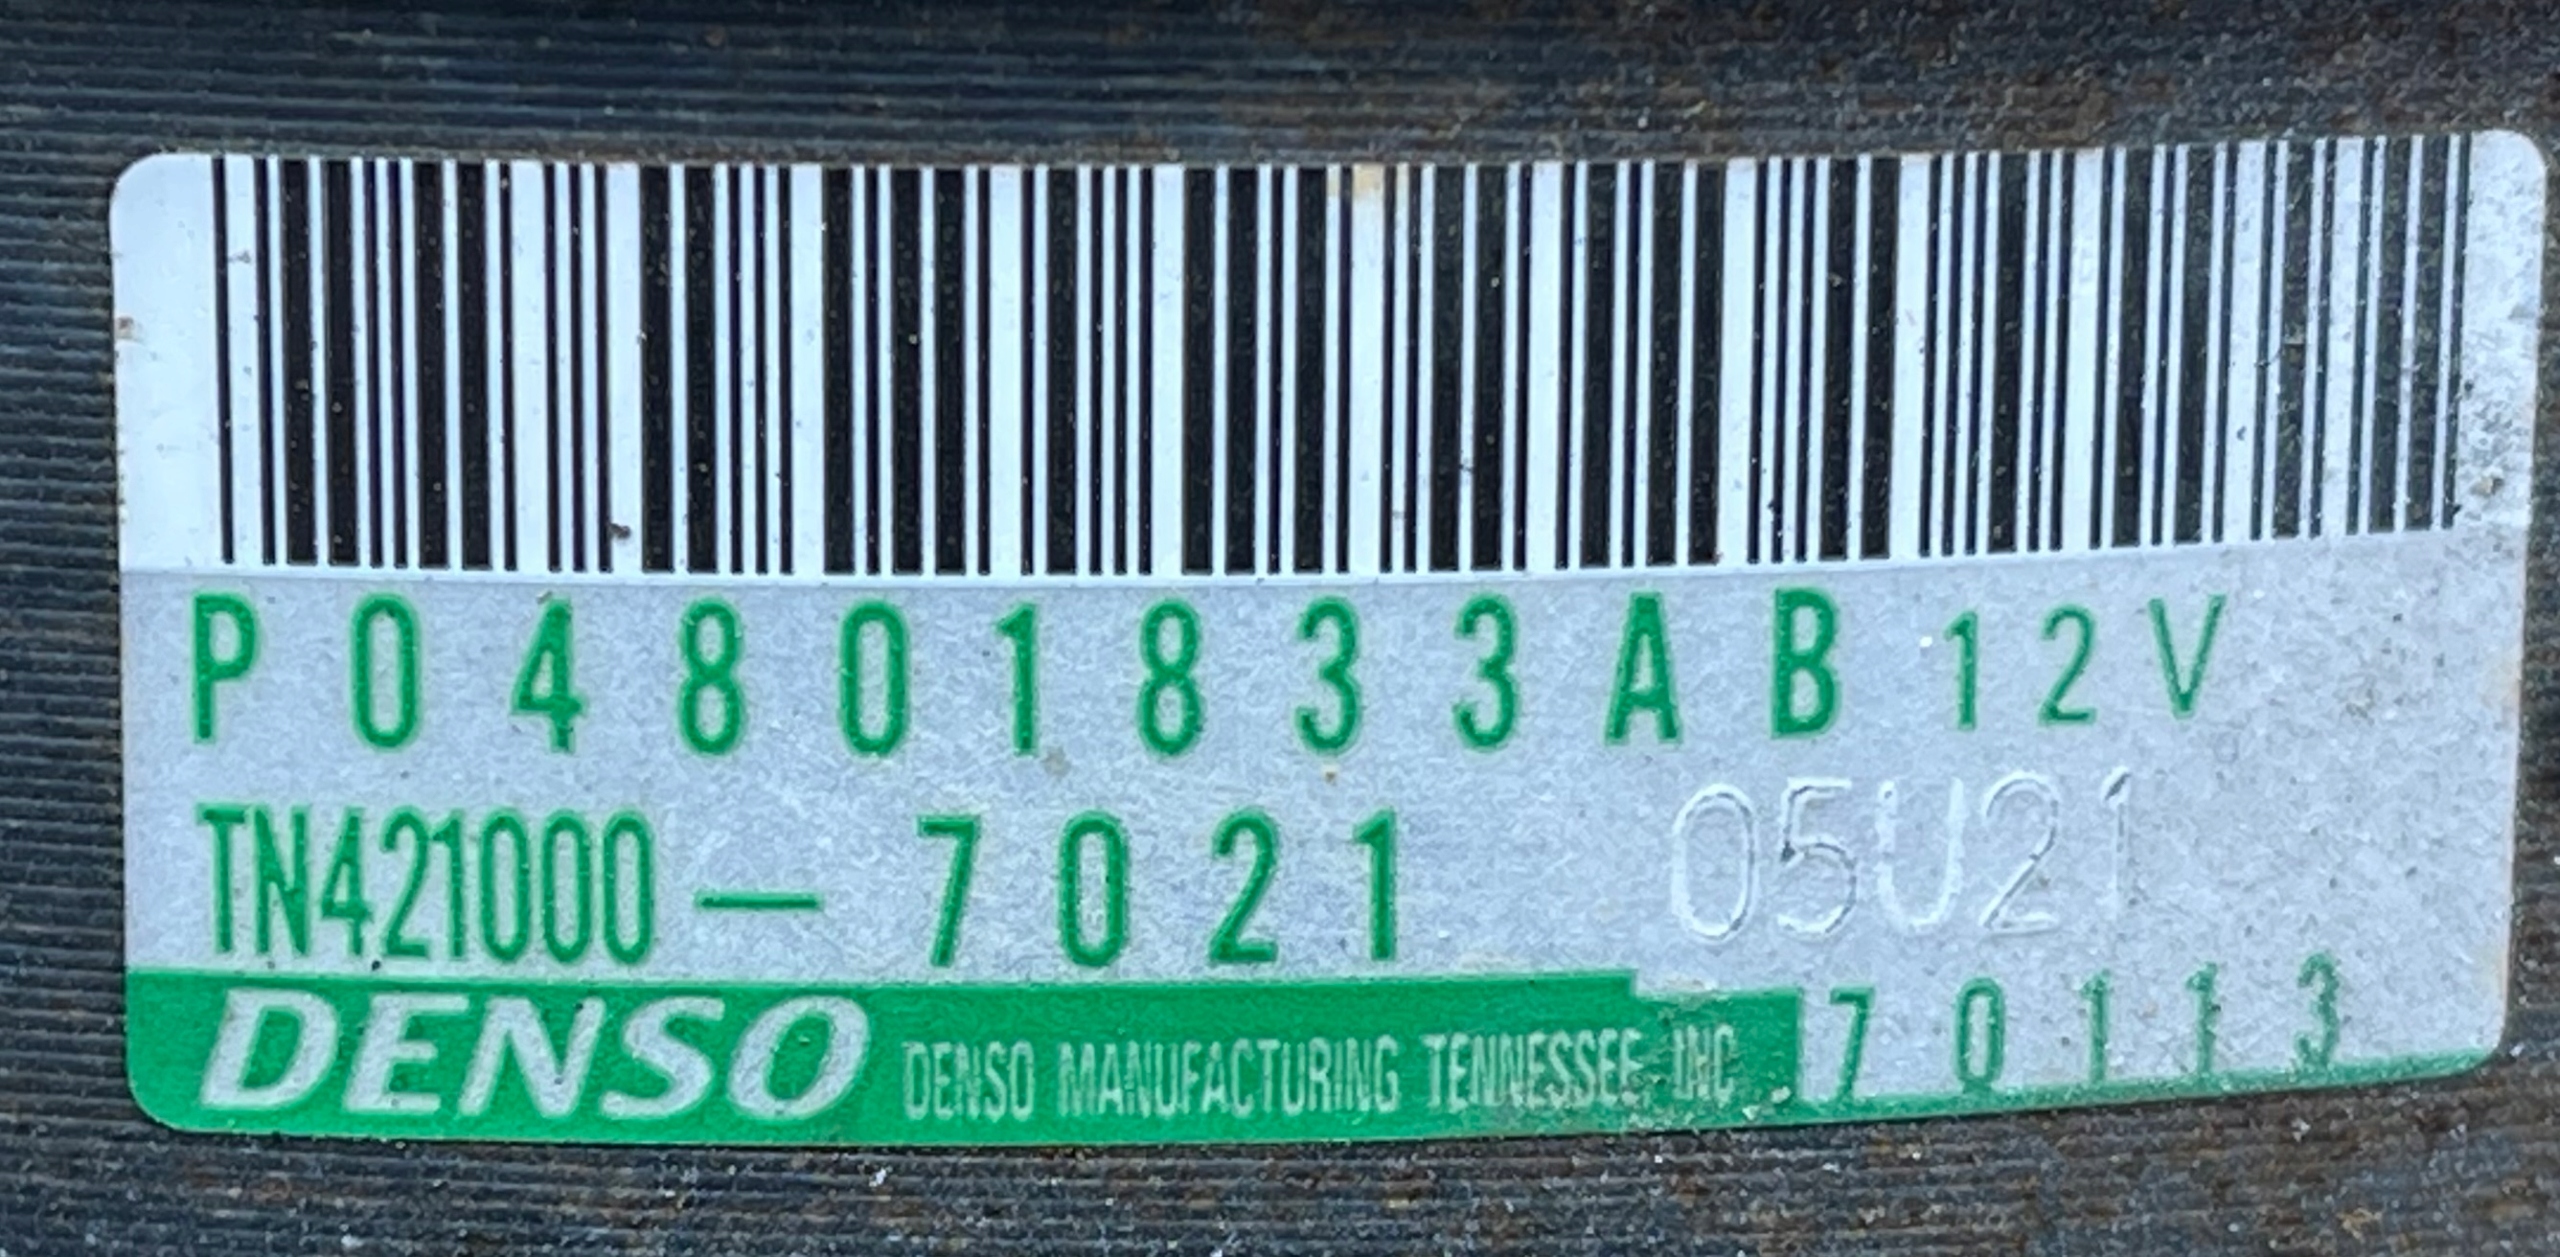 P04801833AB 12V
TN421000-7021 05U21
DENSO DENSO MANUFACTURING TENNESSEE, INC 70113